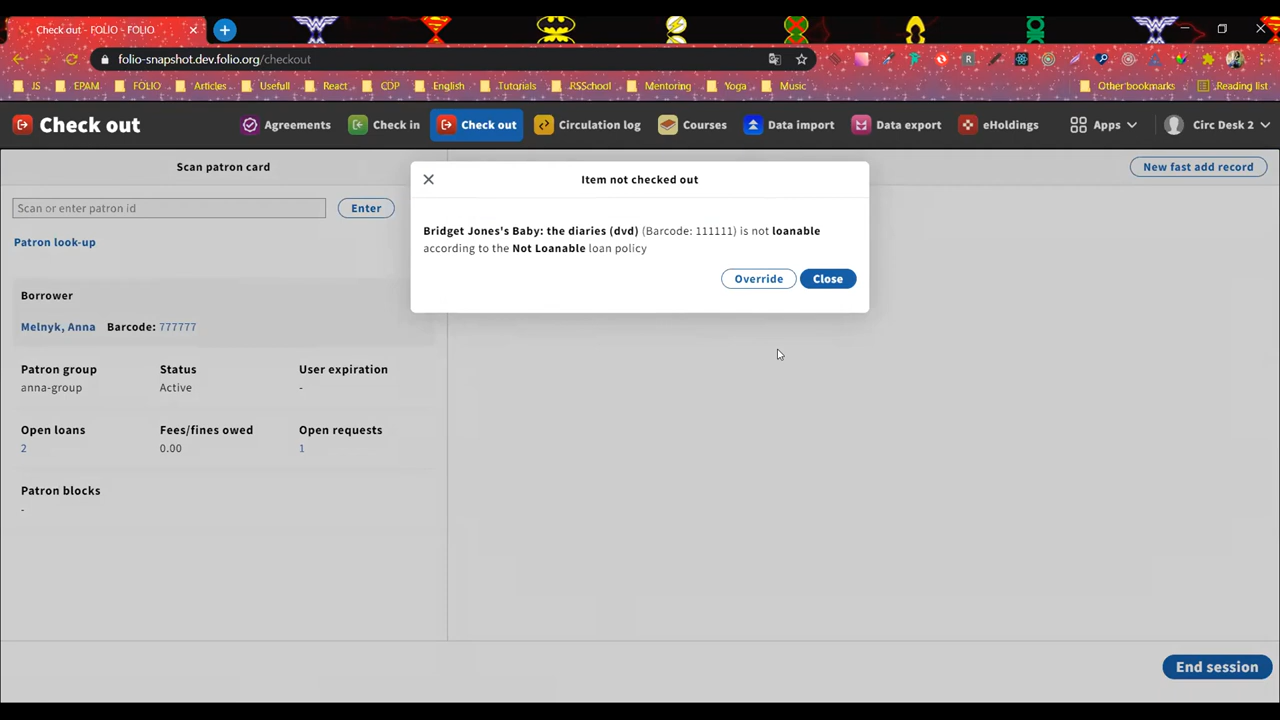 Check out - FOLIO - FOLIO
folio-snapshot.dev.folio.org/checkout
JS EPAM FOLIO Articles Usefull React CDP English Tutorials RSSchool Mentoring Yoga Music Other bookmarks Reading list
Check out Agreements Check in Check out Circulation log Courses Data import Data export eHoldings Apps Circ Desk 2
Scan patron card
New fast add record
Scan or enter patron id Enter
Patron look-up
Borrower
Melnyk, Anna Barcode: 777777
Patron group Status User expiration
anna-group Active -
Open loans Fees/fines owed Open requests
2 0.00 1
Patron blocks
-
Item not checked out
Bridget Jones's Baby: the diaries (dvd) (Barcode: 111111) is not loanable
according to the Not Loanable loan policy
Override Close
End session